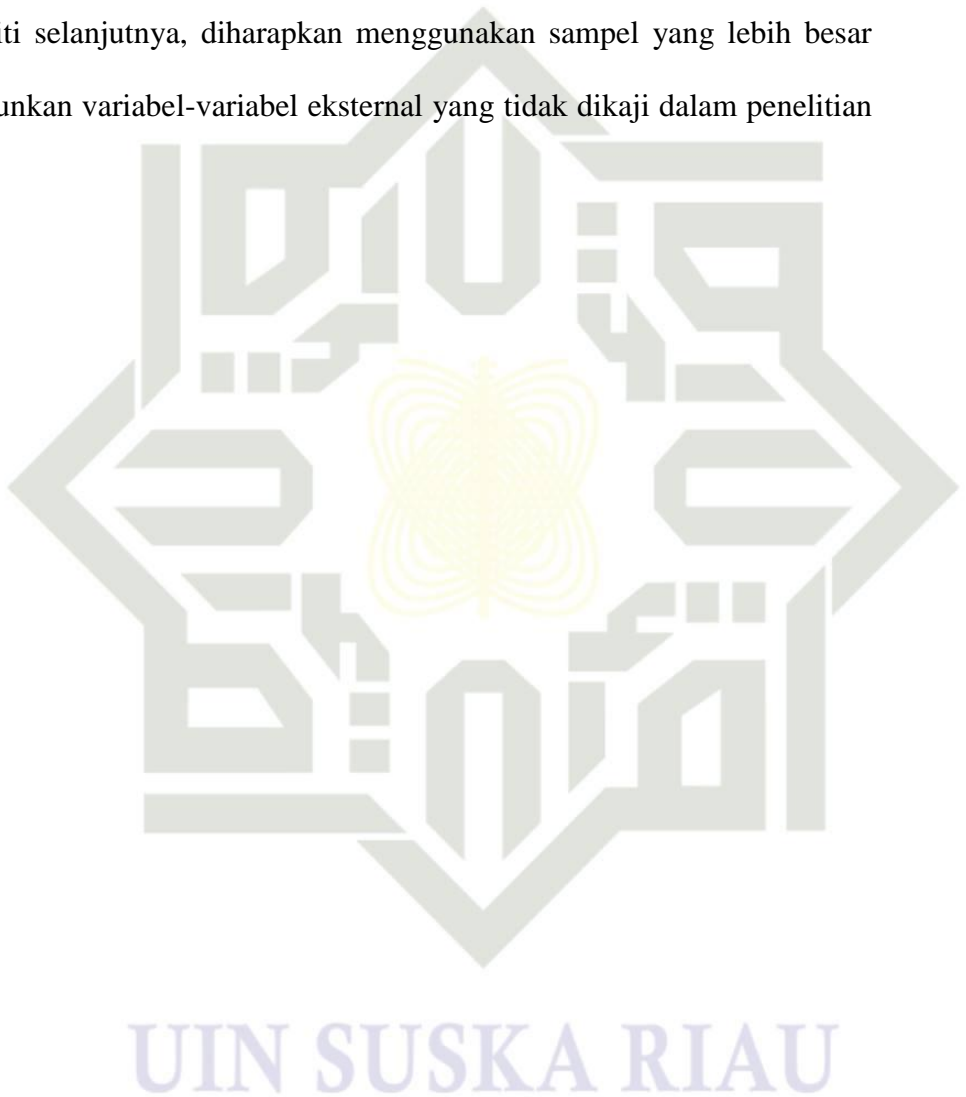 iti selanjutnya, diharapkan menggunakan sampel yang lebih besar
unkan variabel-variabel eksternal yang tidak dikaji dalam penelitian
UIN SUSKA RIAU